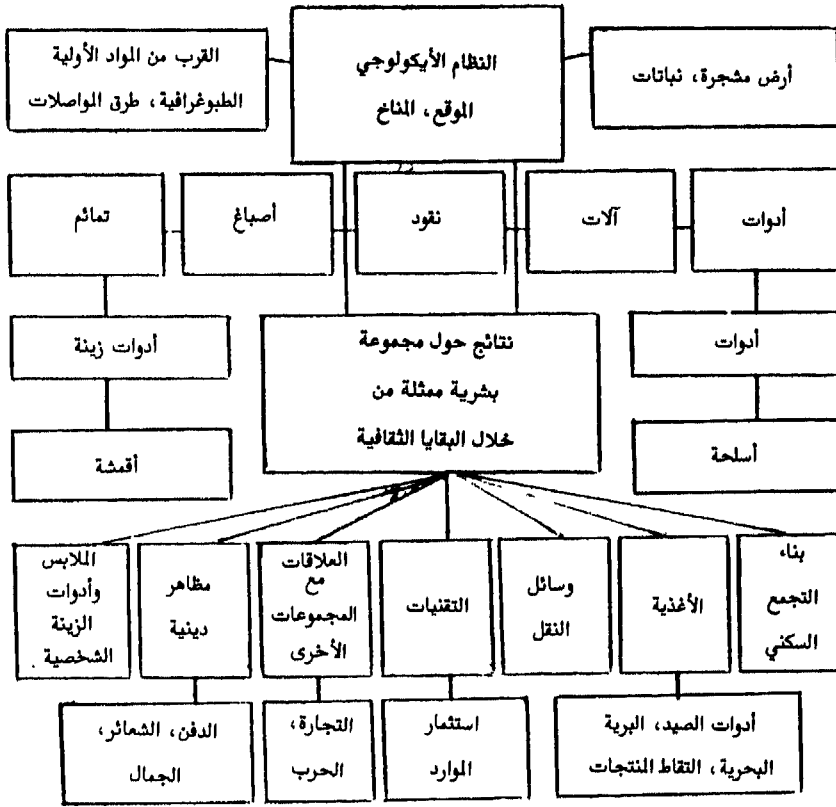 النظام الأيكولوجي
الموقع، المناخ
أرض مشجرة، نباتات
القرب من المواد الأولية
الطبوغرافية، طرق المواصلات
أدوات
آلات
نقود
أصباغ
تمائم
أدوات
نتائج حول مجموعة
بشرية ممثلة من
خلال البقايا الثقافية
أدوات زينة
أسلحة
أقمشة
بناء
التجمع
السكني
الأغذية
وسائل
النقل
التقنيات
العلاقات
مع
المجموعات
الأخرى
مظاهر
دينية
الملابس
وأدوات
الزينة
الشخصية
أدوات الصيد، البرية
البحرية، التقاط المنتجات
استثمار
الموارد
التجارة،
الحرب
الدفن، الشعائر،
الجمال